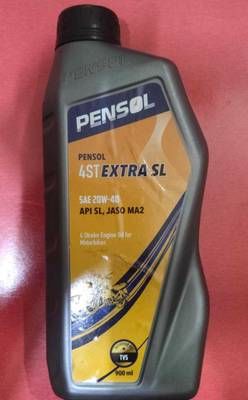 PENSOL
PENSOL
4ST EXTRA SL
SAE 20W-40
API SL, JASO MA2
4 Stroke Engine Oil for
Motorbikes
TVS
900 ml